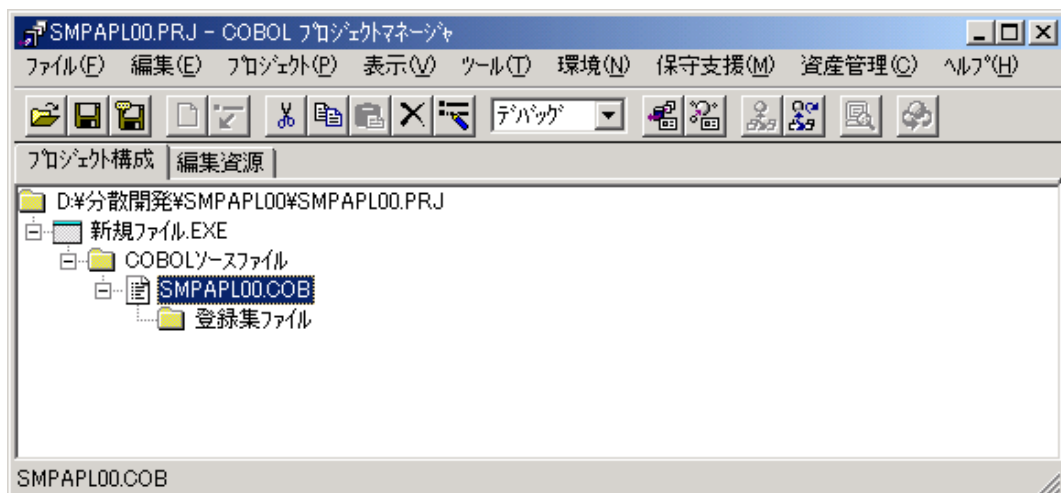 SMPAPL00.PRJ - COBOL ﾌﾟﾛｼﾞｪｸﾄﾏﾈｰｼﾞｬ
ﾌｧｲﾙ(F) 編集(E) ﾌﾟﾛｼﾞｪｸﾄ(P) 表示(V) ﾂｰﾙ(T) 環境(N) 保守支援(M) 資産管理(C) ﾍﾙﾌﾟ(H)
ﾃﾞﾊﾞｯｸﾞ
ﾌﾟﾛｼﾞｪｸﾄ構成 編集資源
D:¥分散開発¥SMPAPL00¥SMPAPL00.PRJ
新規ﾌｧｲﾙ.EXE
COBOLｿｰｽﾌｧｲﾙ
SMPAPL00.COB
登録集ﾌｧｲﾙ
SMPAPL00.COB